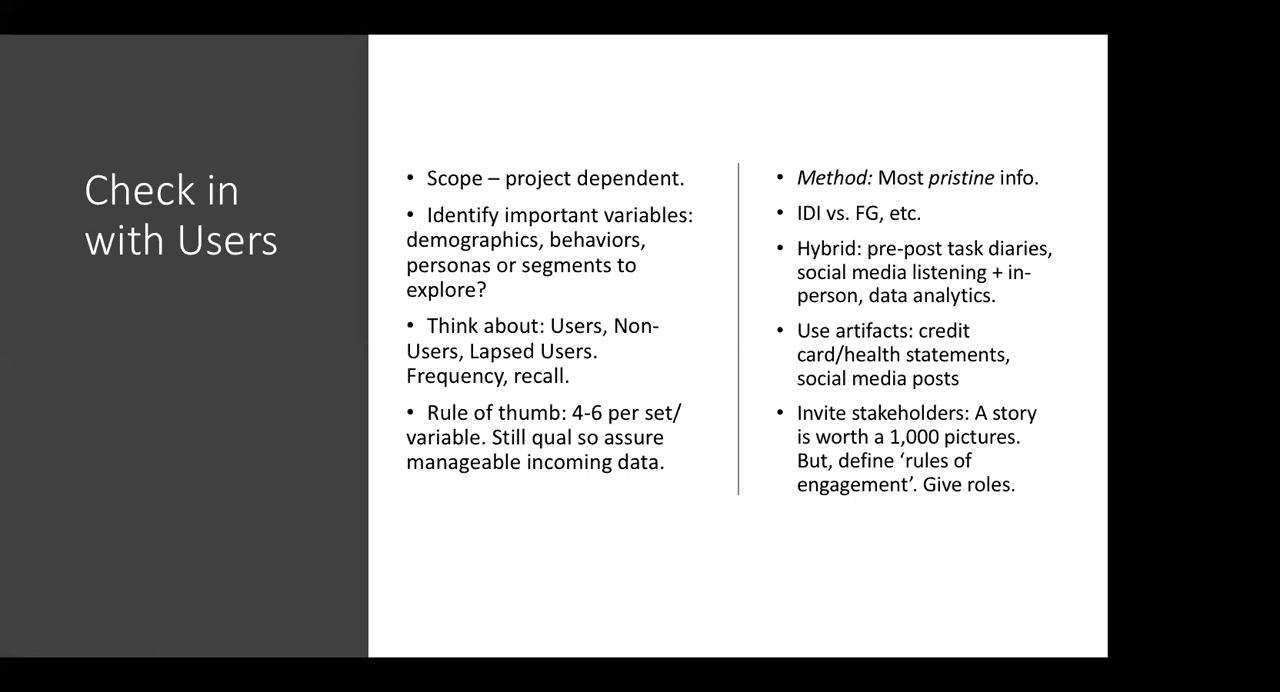 Check in
with Users
• Scope – project dependent.
• Identify important variables:
demographics, behaviors,
personas or segments to
explore?
• Think about: Users, Non-
Users, Lapsed Users.
Frequency, recall.
• Rule of thumb: 4-6 per set/
variable. Still qual so assure
manageable incoming data.
• Method: Most pristine info.
• IDI vs. FG, etc.
• Hybrid: pre-post task diaries,
social media listening + in-
person, data analytics.
• Use artifacts: credit
card/health statements,
social media posts
• Invite stakeholders: A story
is worth a 1,000 pictures.
But, define ‘rules of
engagement’. Give roles.